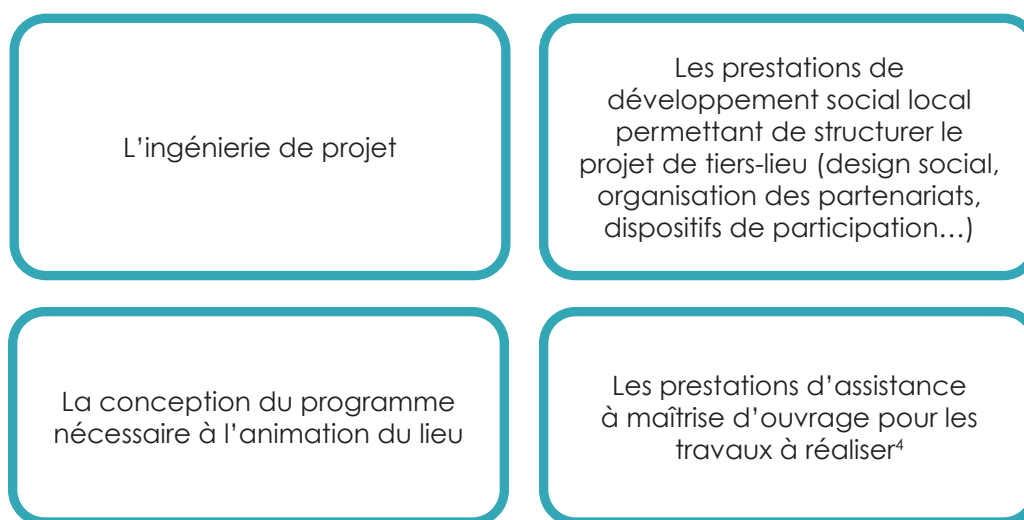 L’ingénierie de projet
Les prestations de
développement social local
permettant de structurer le
projet de tiers-lieu (design social,
organisation des partenariats,
dispositifs de participation…)
La conception du programme
nécessaire à l’animation du lieu
Les prestations d’assistance
à maîtrise d’ouvrage pour les
travaux à réaliser⁴